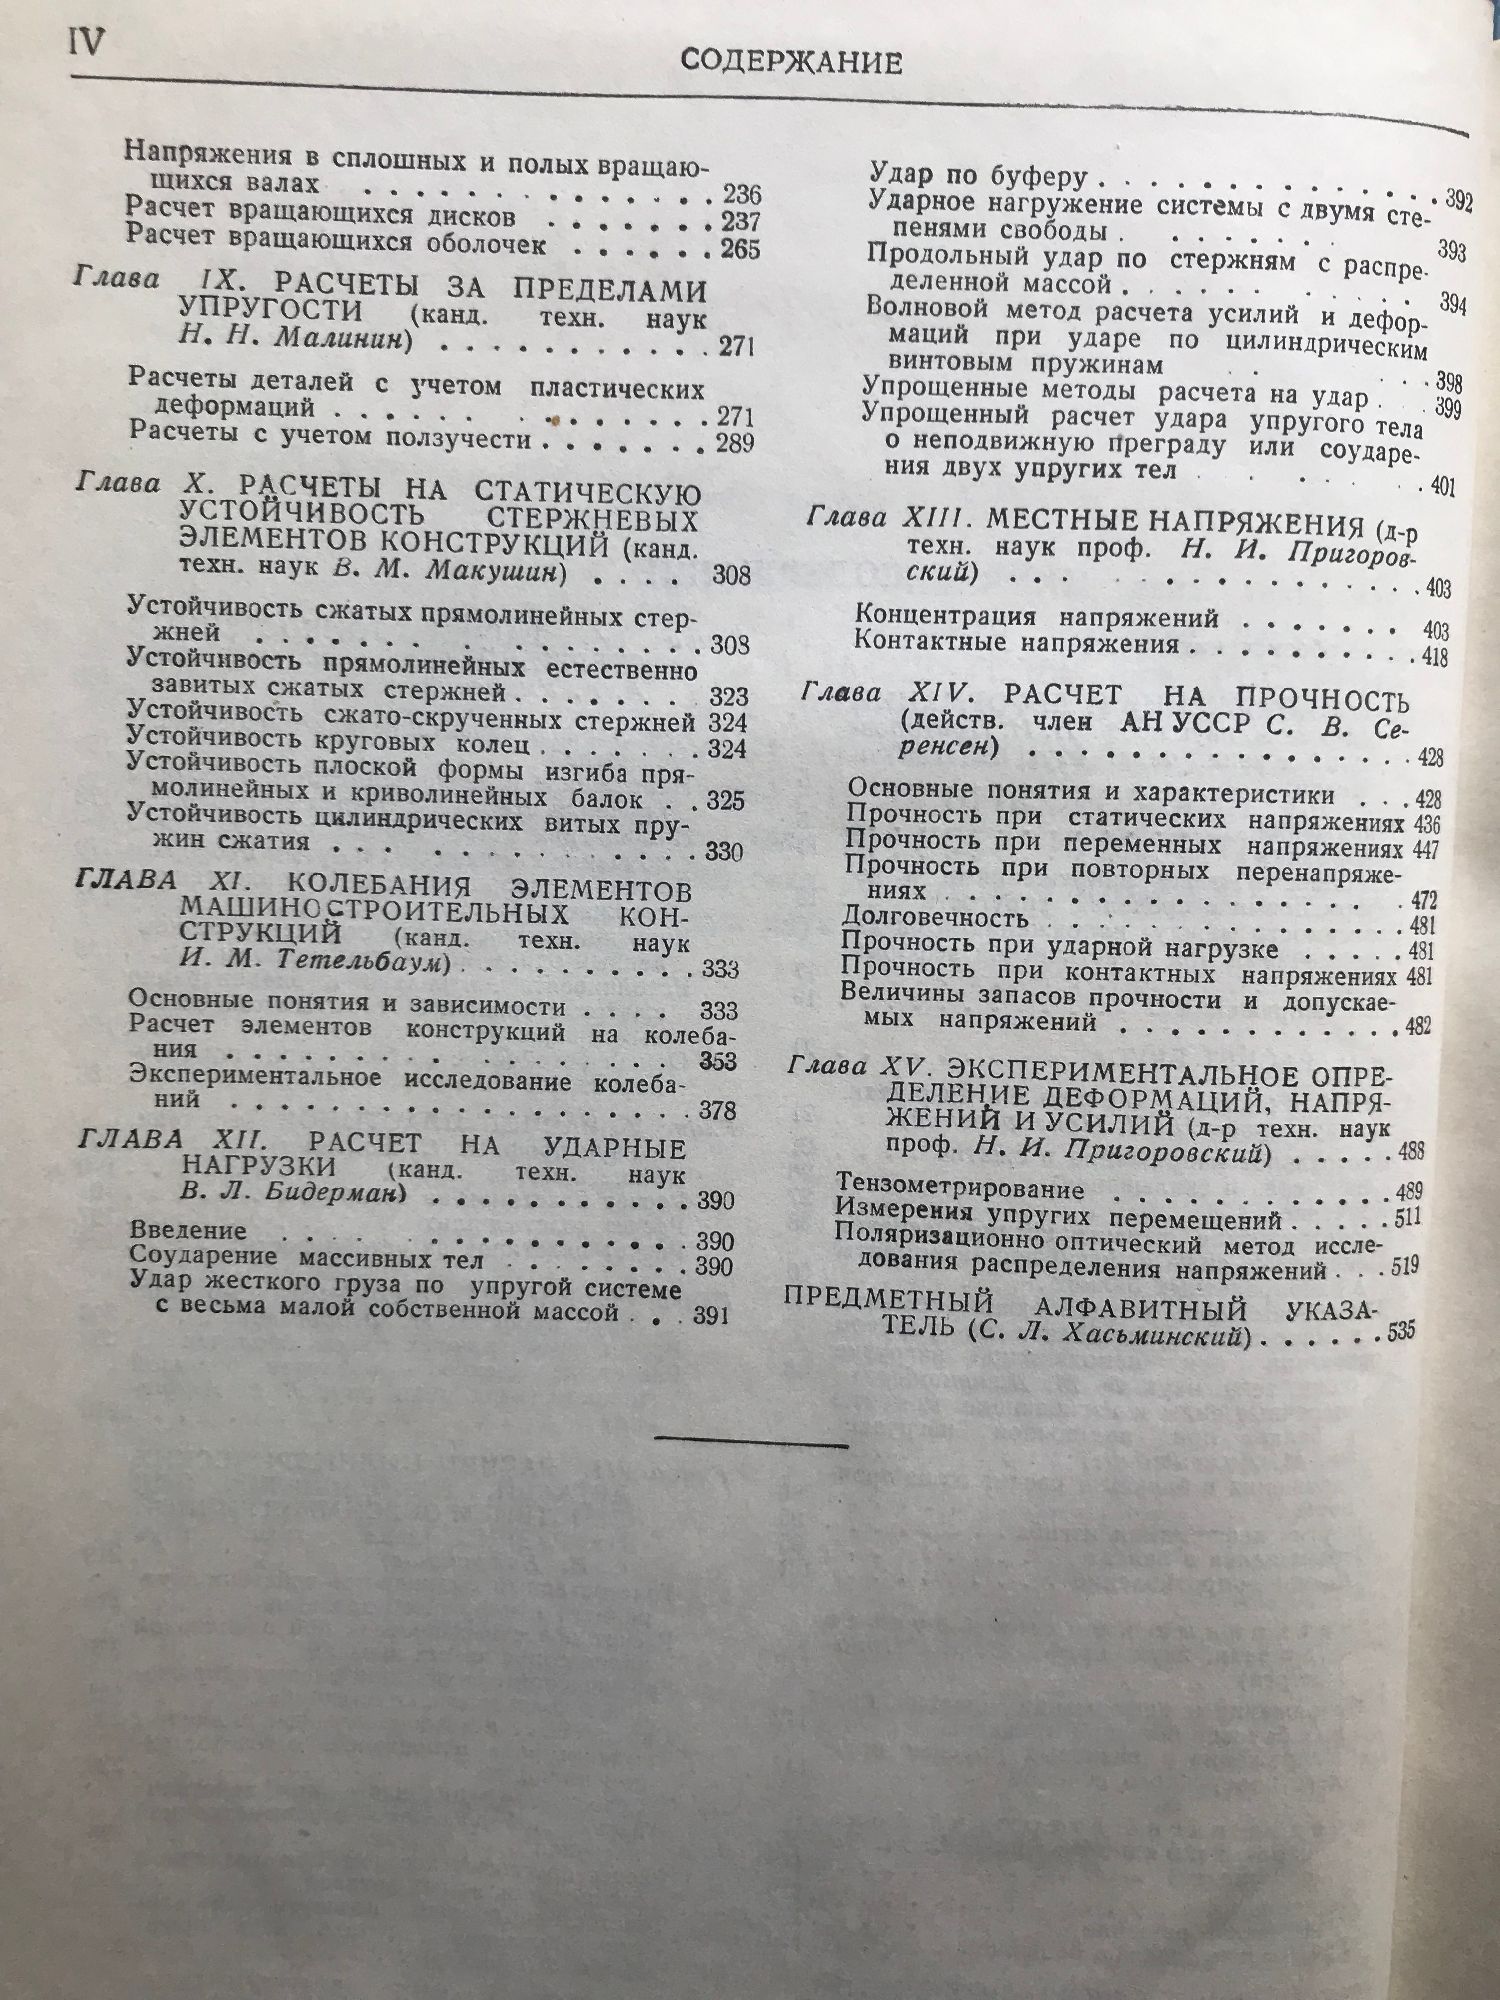 IV
СОДЕРЖАНИЕ
Напряжения в сплошных и полых вращаю-
щихся валах . . . . . . . . . . . . . . 236
Расчет вращающихся дисков . . . . . . . 237
Расчет вращающихся оболочек . . . . . . 265
Глава IX. РАСЧЕТЫ ЗА ПРЕДЕЛАМИ
УПРУГОСТИ (канд. техн. наук
Н. Н. Малинин) . . . . . . . . . . . 271
Расчеты деталей с учетом пластических
деформаций . . . . . . . . . . . . . . 271
Расчеты с учетом ползучести . . . . . . . 289
Глава X. РАСЧЕТЫ НА СТАТИЧЕСКУЮ
УСТОЙЧИВОСТЬ СТЕРЖНЕВЫХ
ЭЛЕМЕНТОВ КОНСТРУКЦИЙ (канд.
техн. наук В. М. Макушин) . . . . 308
Устойчивость сжатых прямолинейных стер-
жней . . . . . . . . . . . . . . . . . 308
Устойчивость прямолинейных естественно
завитых сжатых стержней . . . . . . . 323
Устойчивость сжато-скрученных стержней 324
Устойчивость круговых колец . . . . . . . 324
Устойчивость плоской формы изгиба пря-
молинейных и криволинейных балок . . 325
Устойчивость цилиндрических витых пру-
жин сжатия . . . . . . . . . . . . . 330
ГЛАВА XI. КОЛЕБАНИЯ ЭЛЕМЕНТОВ
МАШИНОСТРОИТЕЛЬНЫХ КОН-
СТРУКЦИЙ (канд. техн. наук
И. М. Тетельбаум) . . . . . . . . . . 333
Основные понятия и зависимости . . . . 333
Расчет элементов конструкций на колеба-
ния . . . . . . . . . . . . . . . . . 353
Экспериментальное исследование колеба-
ний . . . . . . . . . . . . . . . . . 378
ГЛАВА XII. РАСЧЕТ НА УДАРНЫЕ
НАГРУЗКИ (канд. техн. наук
В. Л. Бидерман) . . . . . . . . . . . 390
Введение . . . . . . . . . . . . . . . 390
Соударение массивных тел . . . . . . . . 390
Удар жесткого груза по упругой системе
с весьма малой собственной массой . . . 391
Удар по буферу . . . . . . . . . . . . . 392
Ударное нагружение системы с двумя сте-
пенями свободы . . . . . . . . 393
Продольный удар по стержням с распре-
деленной массой . . . . . . . . . . . . 394
Волновой метод расчета усилий и дефор-
маций при ударе по цилиндрическим
винтовым пружинам . . . . . 398
Упрощенные методы расчета на удар . . 399
Упрощенный расчет удара упругого тела
о неподвижную преграду или соударе-
ния двух упругих тел . . . . . . 401
Глава XIII. МЕСТНЫЕ НАПРЯЖЕНИЯ (д-р
техн. наук проф. Н. И. Пригоров-
ский) . . . . . . . . . . . . . . . 403
Концентрация напряжений . . . . . . . 403
Контактные напряжения . . . . . . . . . . 418
Глава XIV. РАСЧЕТ НА ПРОЧНОСТЬ
(действ. член АН УССР С. В. Се-
ренсен) . . . . . . . . . . . . . . . 428
Основные понятия и характеристики . . . 428
Прочность при статических напряжениях 436
Прочность при переменных напряжениях 447
Прочность при повторных перенапряже-
ниях . . . . . . . . . . . . . . . . . 472
Долговечность . . . . . . . . . . . . . . 481
Прочность при ударной нагрузке . . . . . 481
Прочность при контактных напряжениях 481
Величины запасов прочности и допускае-
мых напряжений . . . . . . . . . . . . 482
Глава XV. ЭКСПЕРИМЕНТАЛЬНОЕ ОПРЕ-
ДЕЛЕНИЕ ДЕФОРМАЦИЙ, НАПРЯ-
ЖЕНИЙ И УСИЛИЙ (д-р техн. наук
проф. Н. И. Пригоровский) . . . . . 488
Тензометрирование . . . . . . . . . . . . 489
Измерения упругих перемещений . . . . . 511
Поляризационно оптический метод иссле-
дования распределения напряжений . . . 519
ПРЕДМЕТНЫЙ АЛФАВИТНЫЙ УКАЗА-
ТЕЛЬ (С. Л. Хасьминский) . . . . . . 535